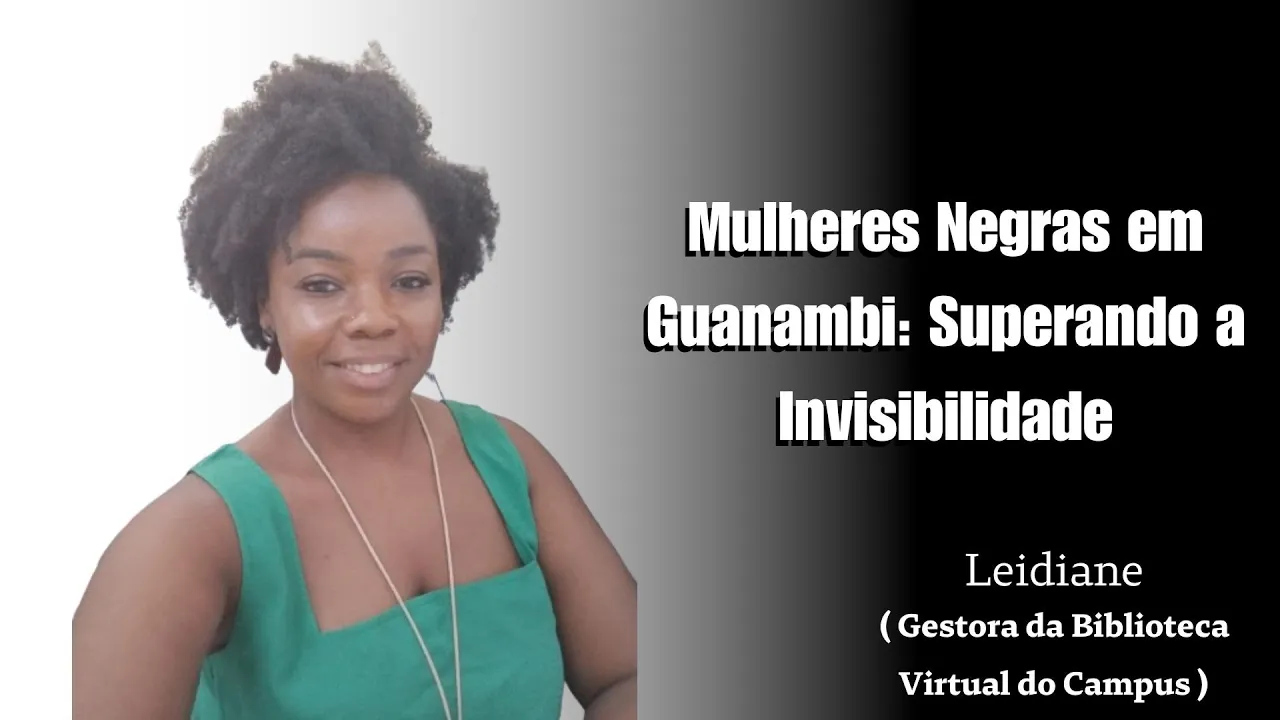 Mulheres Negras em
Guanambi: Superando a
Invisibilidade
Leidiane
( Gestora da Biblioteca
Virtual do Campus )